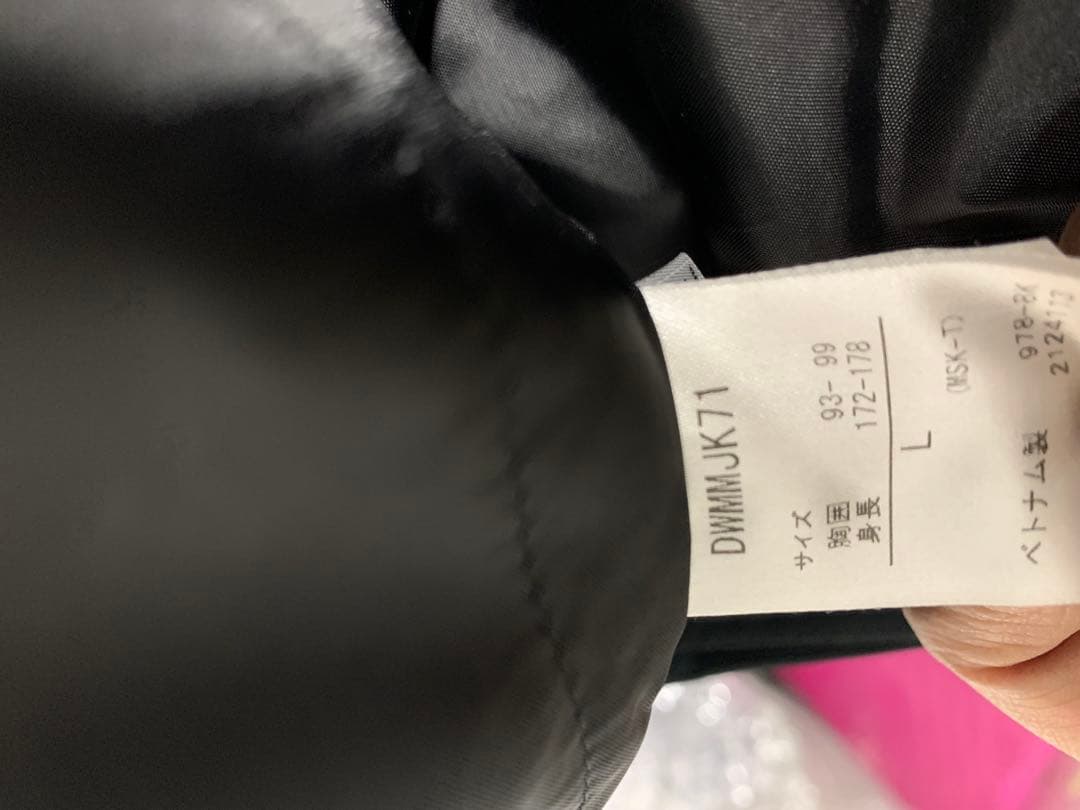 DWMMJK71
サイズ
胸囲 93- 99
身長 172-178
L
(MSK-T)
ベトナム製 978-BK